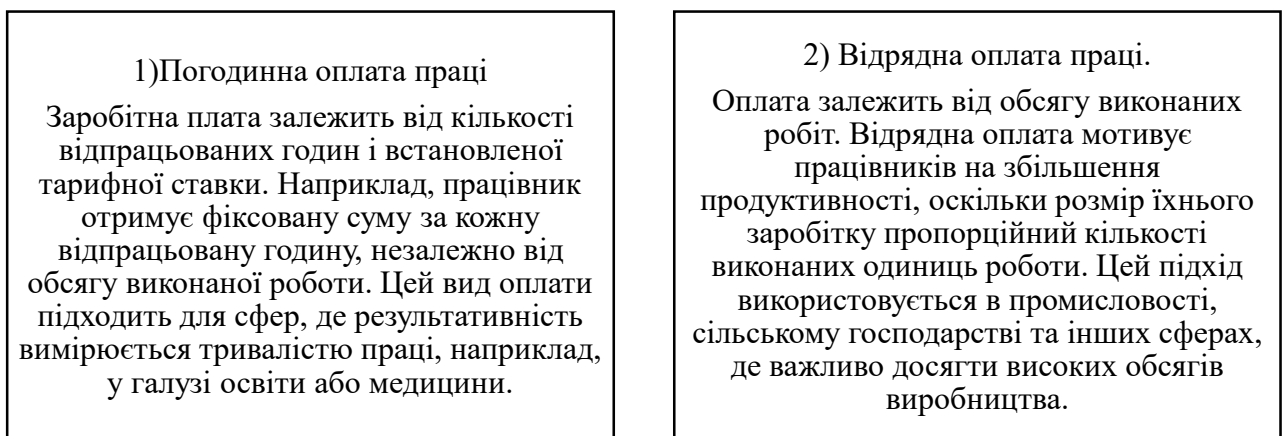 1)Погодинна оплата праці
Заробітна плата залежить від кількості
відпрацьованих годин і встановленої
тарифної ставки. Наприклад, працівник
отримує фіксовану суму за кожну
відпрацьовану годину, незалежно від
обсягу виконаної роботи. Цей вид оплати
підходить для сфер, де результативність
вимірюється тривалістю праці, наприклад,
у галузі освіти або медицини.
2) Відрядна оплата праці.
Оплата залежить від обсягу виконаних
робіт. Відрядна оплата мотивує
працівників на збільшення
продуктивності, оскільки розмір їхнього
заробітку пропорційний кількості
виконаних одиниць роботи. Цей підхід
використовується в промисловості,
сільському господарстві та інших сферах,
де важливо досягти високих обсягів
виробництва.